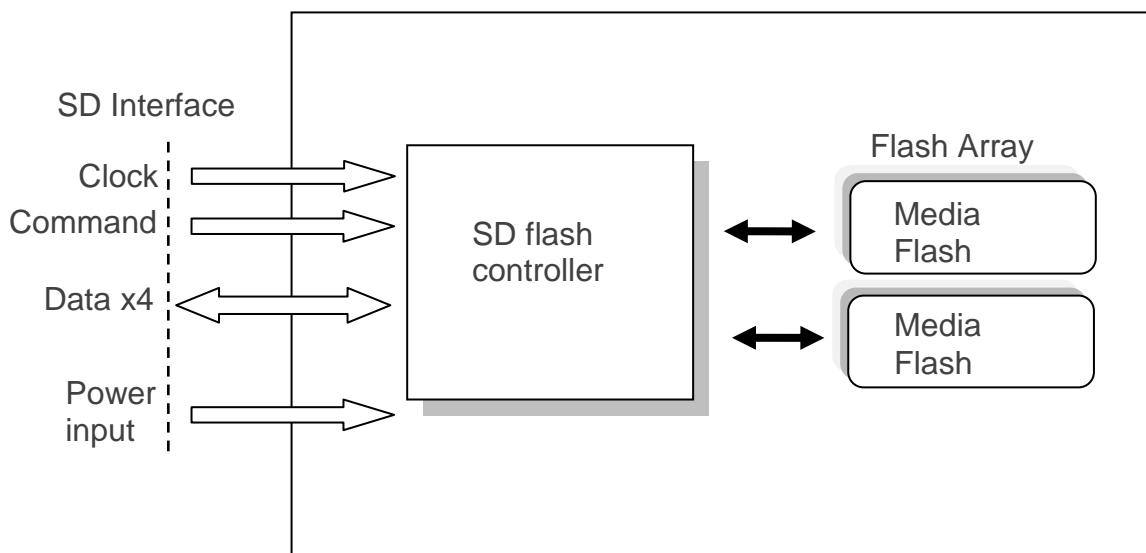 SD Interface
Clock
Command
Data x4
Power
input
SD flash
controller
Flash Array
Media
Flash
Media
Flash